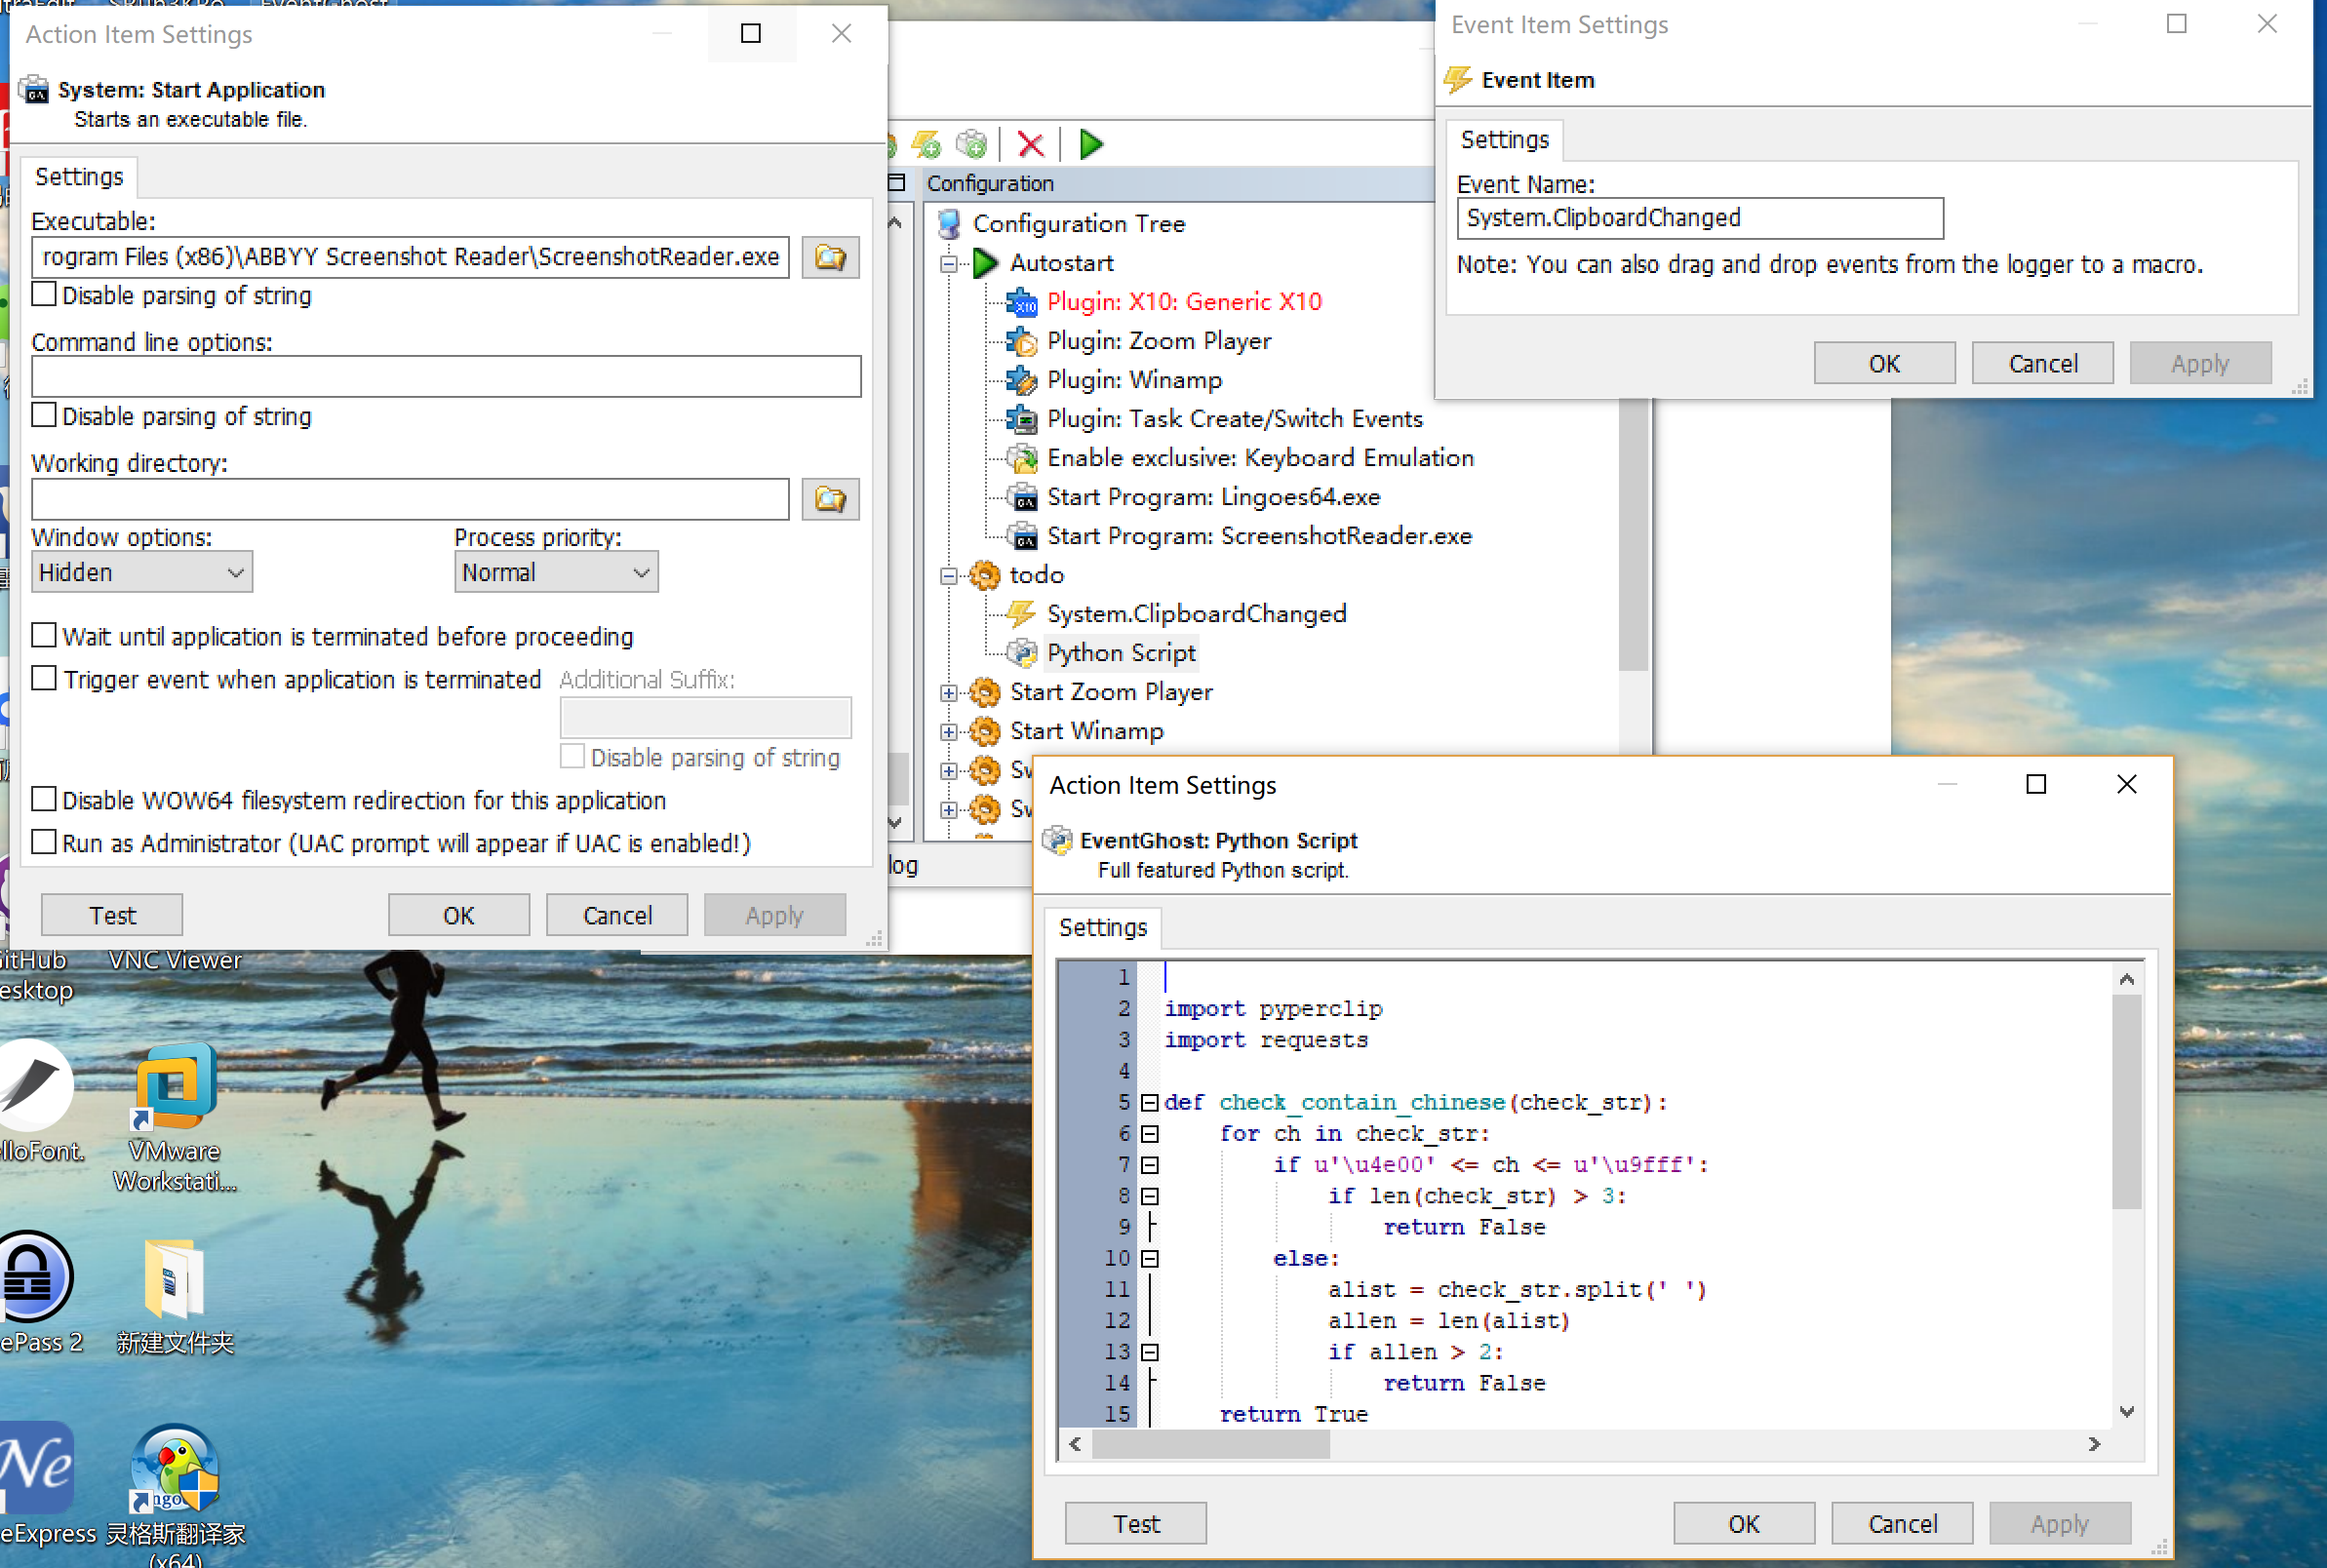 Action Item Settings
System: Start Application
Starts an executable file.
Settings
Executable:
rogram Files (x86)\ABBYY Screenshot Reader\ScreenshotReader.exe
Disable parsing of string
Command line options:
Disable parsing of string
Working directory:
Window options:
Process priority:
Hidden
Normal
Wait until application is terminated before proceeding
Trigger event when application is terminated
Additional Suffix:
Disable parsing of string
Disable WOW64 filesystem redirection for this application
Run as Administrator (UAC prompt will appear if UAC is enabled!)
Test
OK
Cancel
Apply
Configuration
Configuration Tree
Autostart
Plugin: X10: Generic X10
Plugin: Zoom Player
Plugin: Winamp
Plugin: Task Create/Switch Events
Enable exclusive: Keyboard Emulation
Start Program: Lingoes64.exe
Start Program: ScreenshotReader.exe
todo
System.ClipboardChanged
Python Script
Start Zoom Player
Start Winamp
log
Event Item Settings
Event Item
Settings
Event Name:
System.ClipboardChanged
Note: You can also drag and drop events from the logger to a macro.
OK
Cancel
Apply
Action Item Settings
EventGhost: Python Script
Full featured Python script.
Settings
1
2 import pyperclip
3 import requests
4
5 def check_contain_chinese(check_str):
6 for ch in check_str:
7 if u'\u4e00' <= ch <= u'\u9fff':
8 if len(check_str) > 3:
9 return False
10 else:
11 alist = check_str.split(' ')
12 allen = len(alist)
13 if allen > 2:
14 return False
15 return True
Test
OK
Cancel
Apply
itHub
esktop
VNC Viewer
lloFont.
VMware
Workstati...
ePass 2
新建文件夹
Ne
eExpress
灵格斯翻译家
(x64)